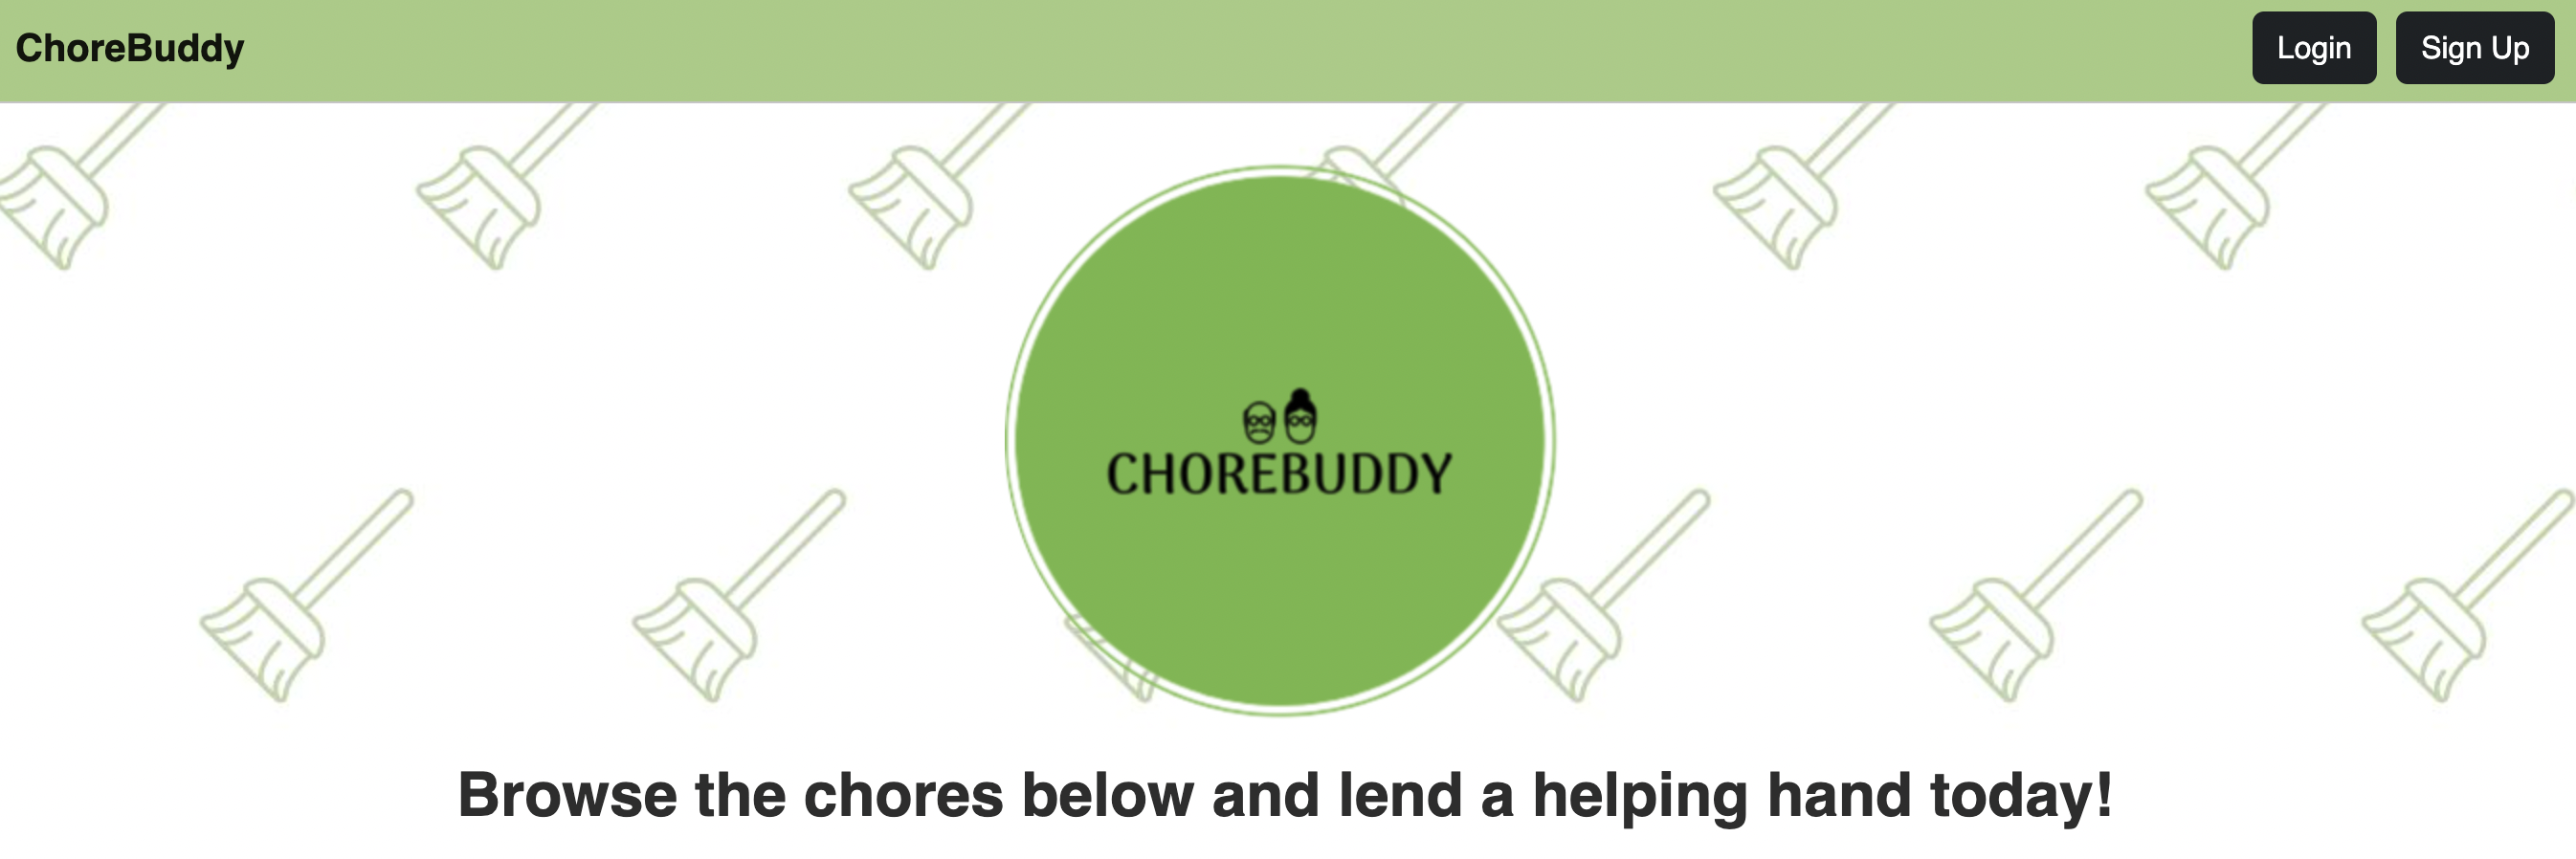 ChoreBuddy
Login
Sign Up
CHOREBUDDY
Browse the chores below and lend a helping hand today!